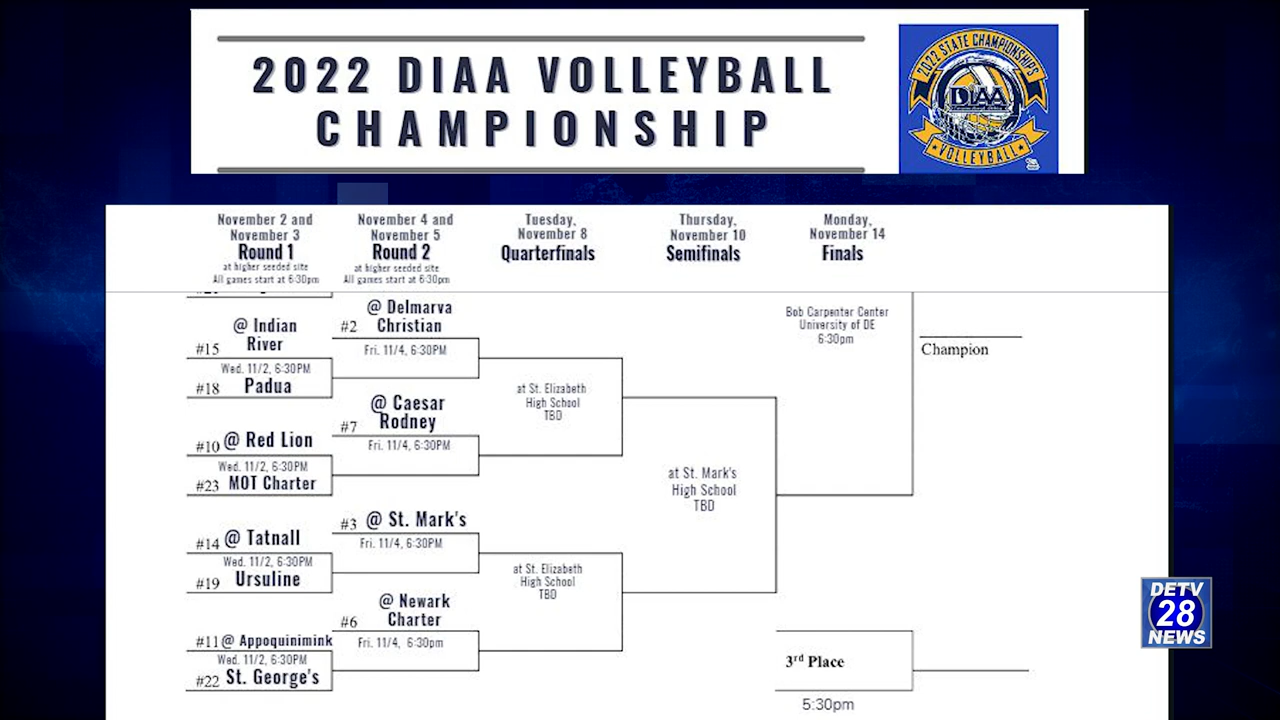 2022 DIAA VOLLEYBALL
CHAMPIONSHIP
2022 STATE CHAMPIONSHIPS
DIAA
VOLLEYBALL
November 2 and
November 3
Round 1
at higher seeded site
All games start at 6:30pm
November 4 and
November 5
Round 2
at higher seeded site
All games start at 6:30pm
Tuesday,
November 8
Quarterfinals
Thursday,
November 10
Semifinals
Monday,
November 14
Finals
#15 @ Indian
River
Wed. 11/2, 6:30PM
#18 Padua
#10 @ Red Lion
Wed. 11/2, 6:30PM
#23 MOT Charter
#14 @ Tatnall
Wed. 11/2, 6:30PM
#19 Ursuline
#11 @ Appoquinimink
Wed. 11/2, 6:30PM
#22 St. George's
#2 @ Delmarva
Christian
Fri. 11/4, 6:30PM
#7 @ Caesar
Rodney
Fri. 11/4, 6:30PM
#3 @ St. Mark's
Fri. 11/4, 6:30PM
#6 @ Newark
Charter
Fri. 11/4, 6:30pm
at St. Elizabeth
High School
TBD
at St. Elizabeth
High School
TBD
at St. Mark's
High School
TBD
Bob Carpenter Center
University of DE
6:30pm
Champion
3rd Place
5:30pm
DETV
28
NEWS